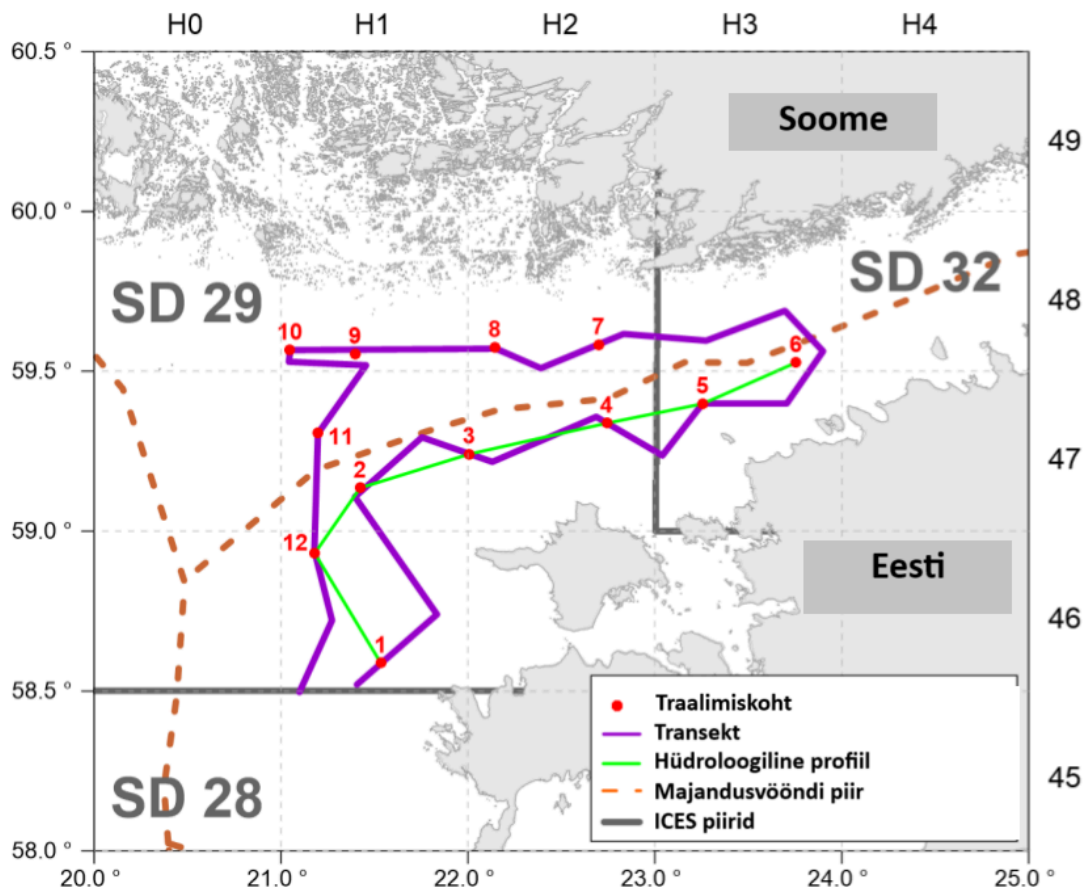 H0 H1 H2 H3 H4
60.5 °
Soome
49
60.0 °
SD 29
SD 32
48
10 9 8 7
6
59.5 °
5
4
11
3
47
2
59.0 °
12
Eesti
46
1
58.5 °
Traalimiskoht
Transekt
Hüdroloogiline profiil
Majandusvööndi piir
ICES piirid
SD 28
45
58.0 °
20.0 ° 21.0 ° 22.0 ° 23.0 ° 24.0 ° 25.0 °